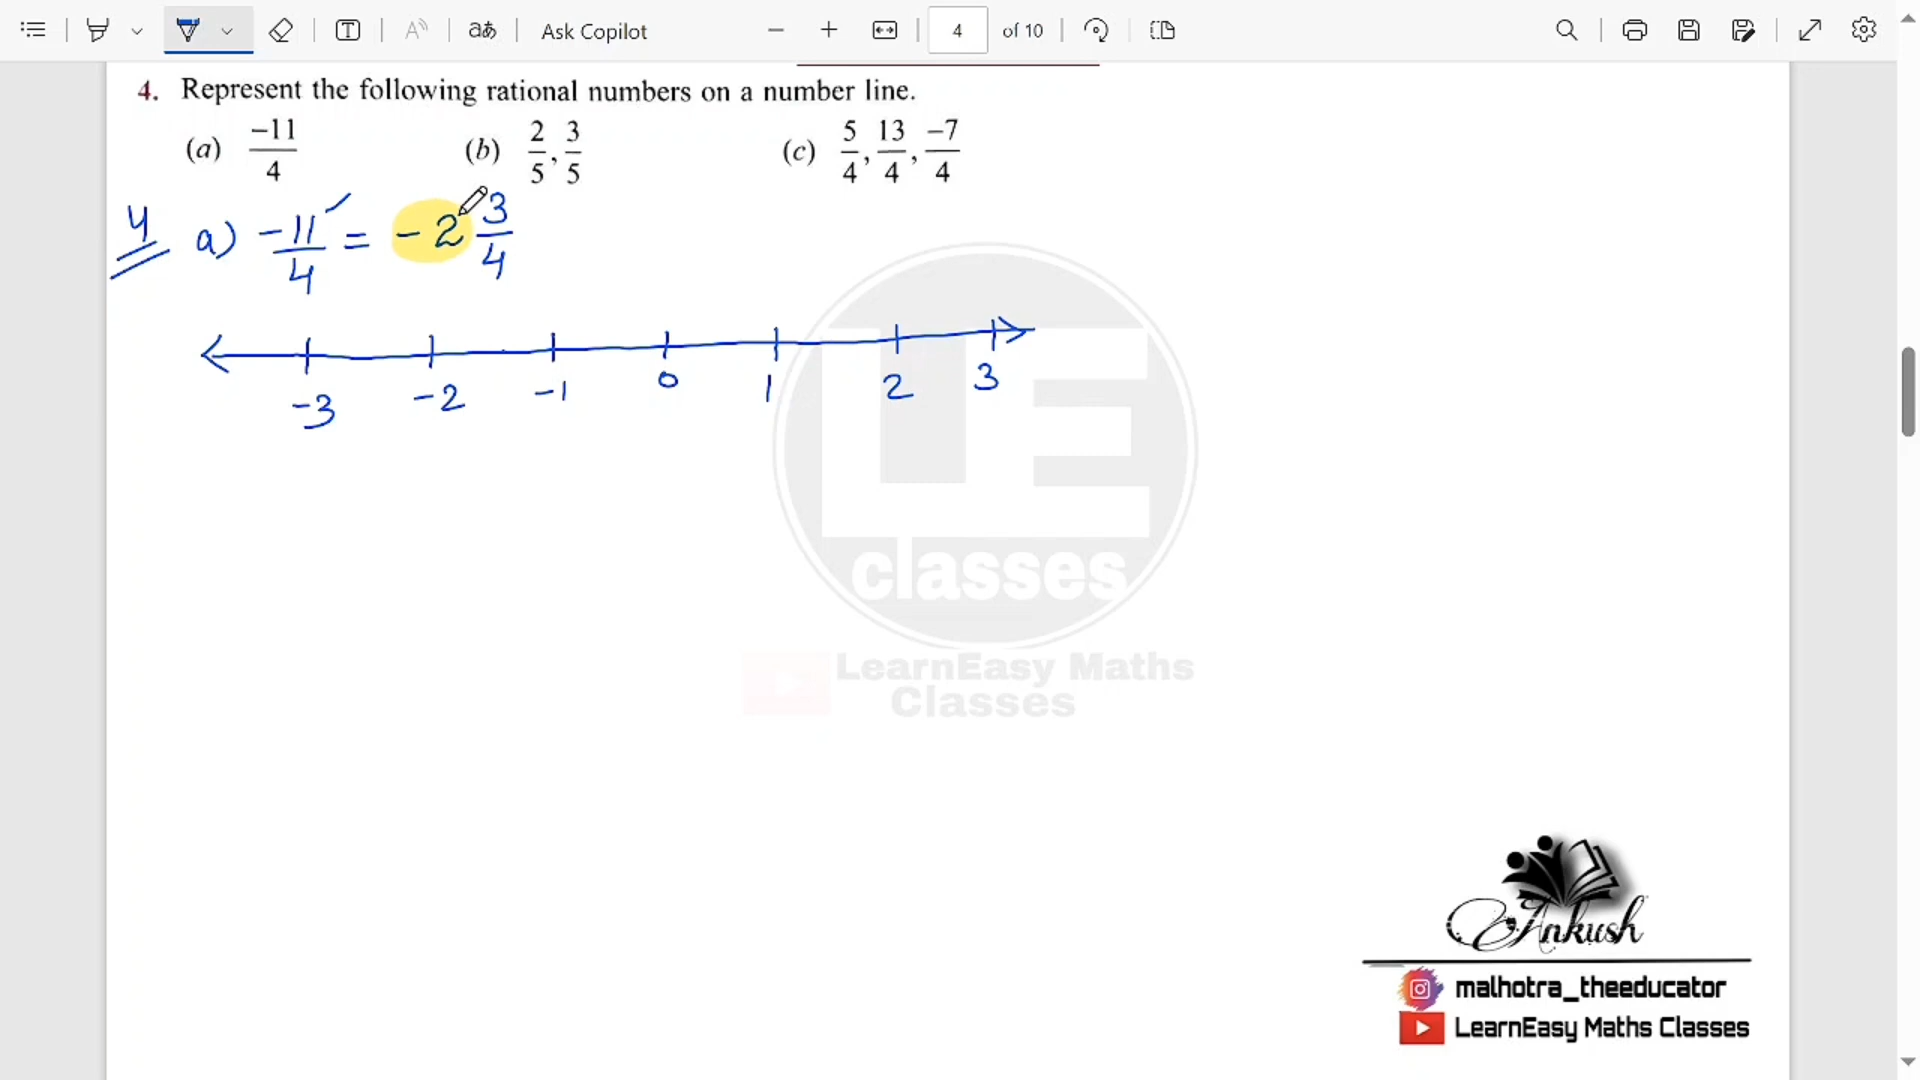 Ask Copilot 4 of 10
4. Represent the following rational numbers on a number line.
(a) -11/4 (b) 2/5, 3/5 (c) 5/4, 13/4, -7/4
4 a) -11/4 = -2 3/4
-3 -2 -1 0 1 2 3
LE
classes
LearnEasy Maths
Classes
Ankush
malhotra_theeducator
LearnEasy Maths Classes